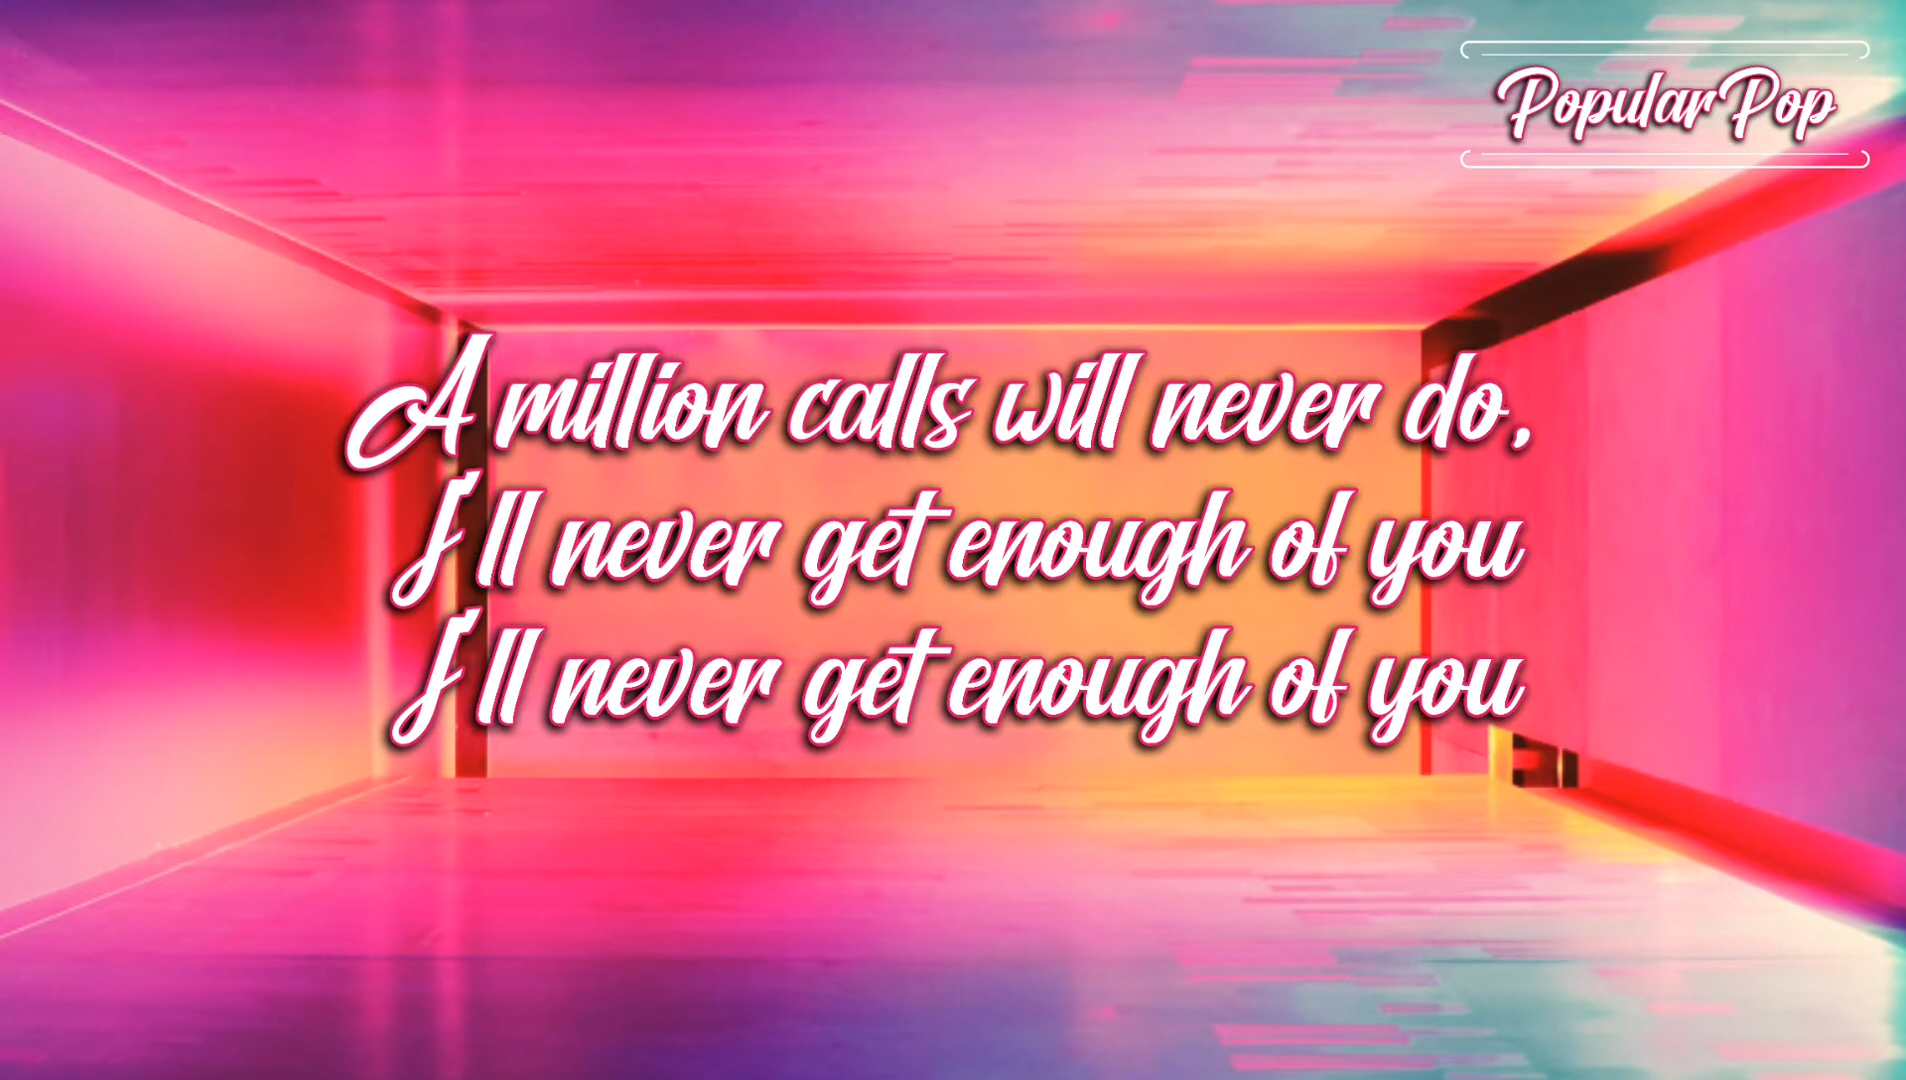 PopularPop
A million calls will never do,
I'll never get enough of you
I'll never get enough of you